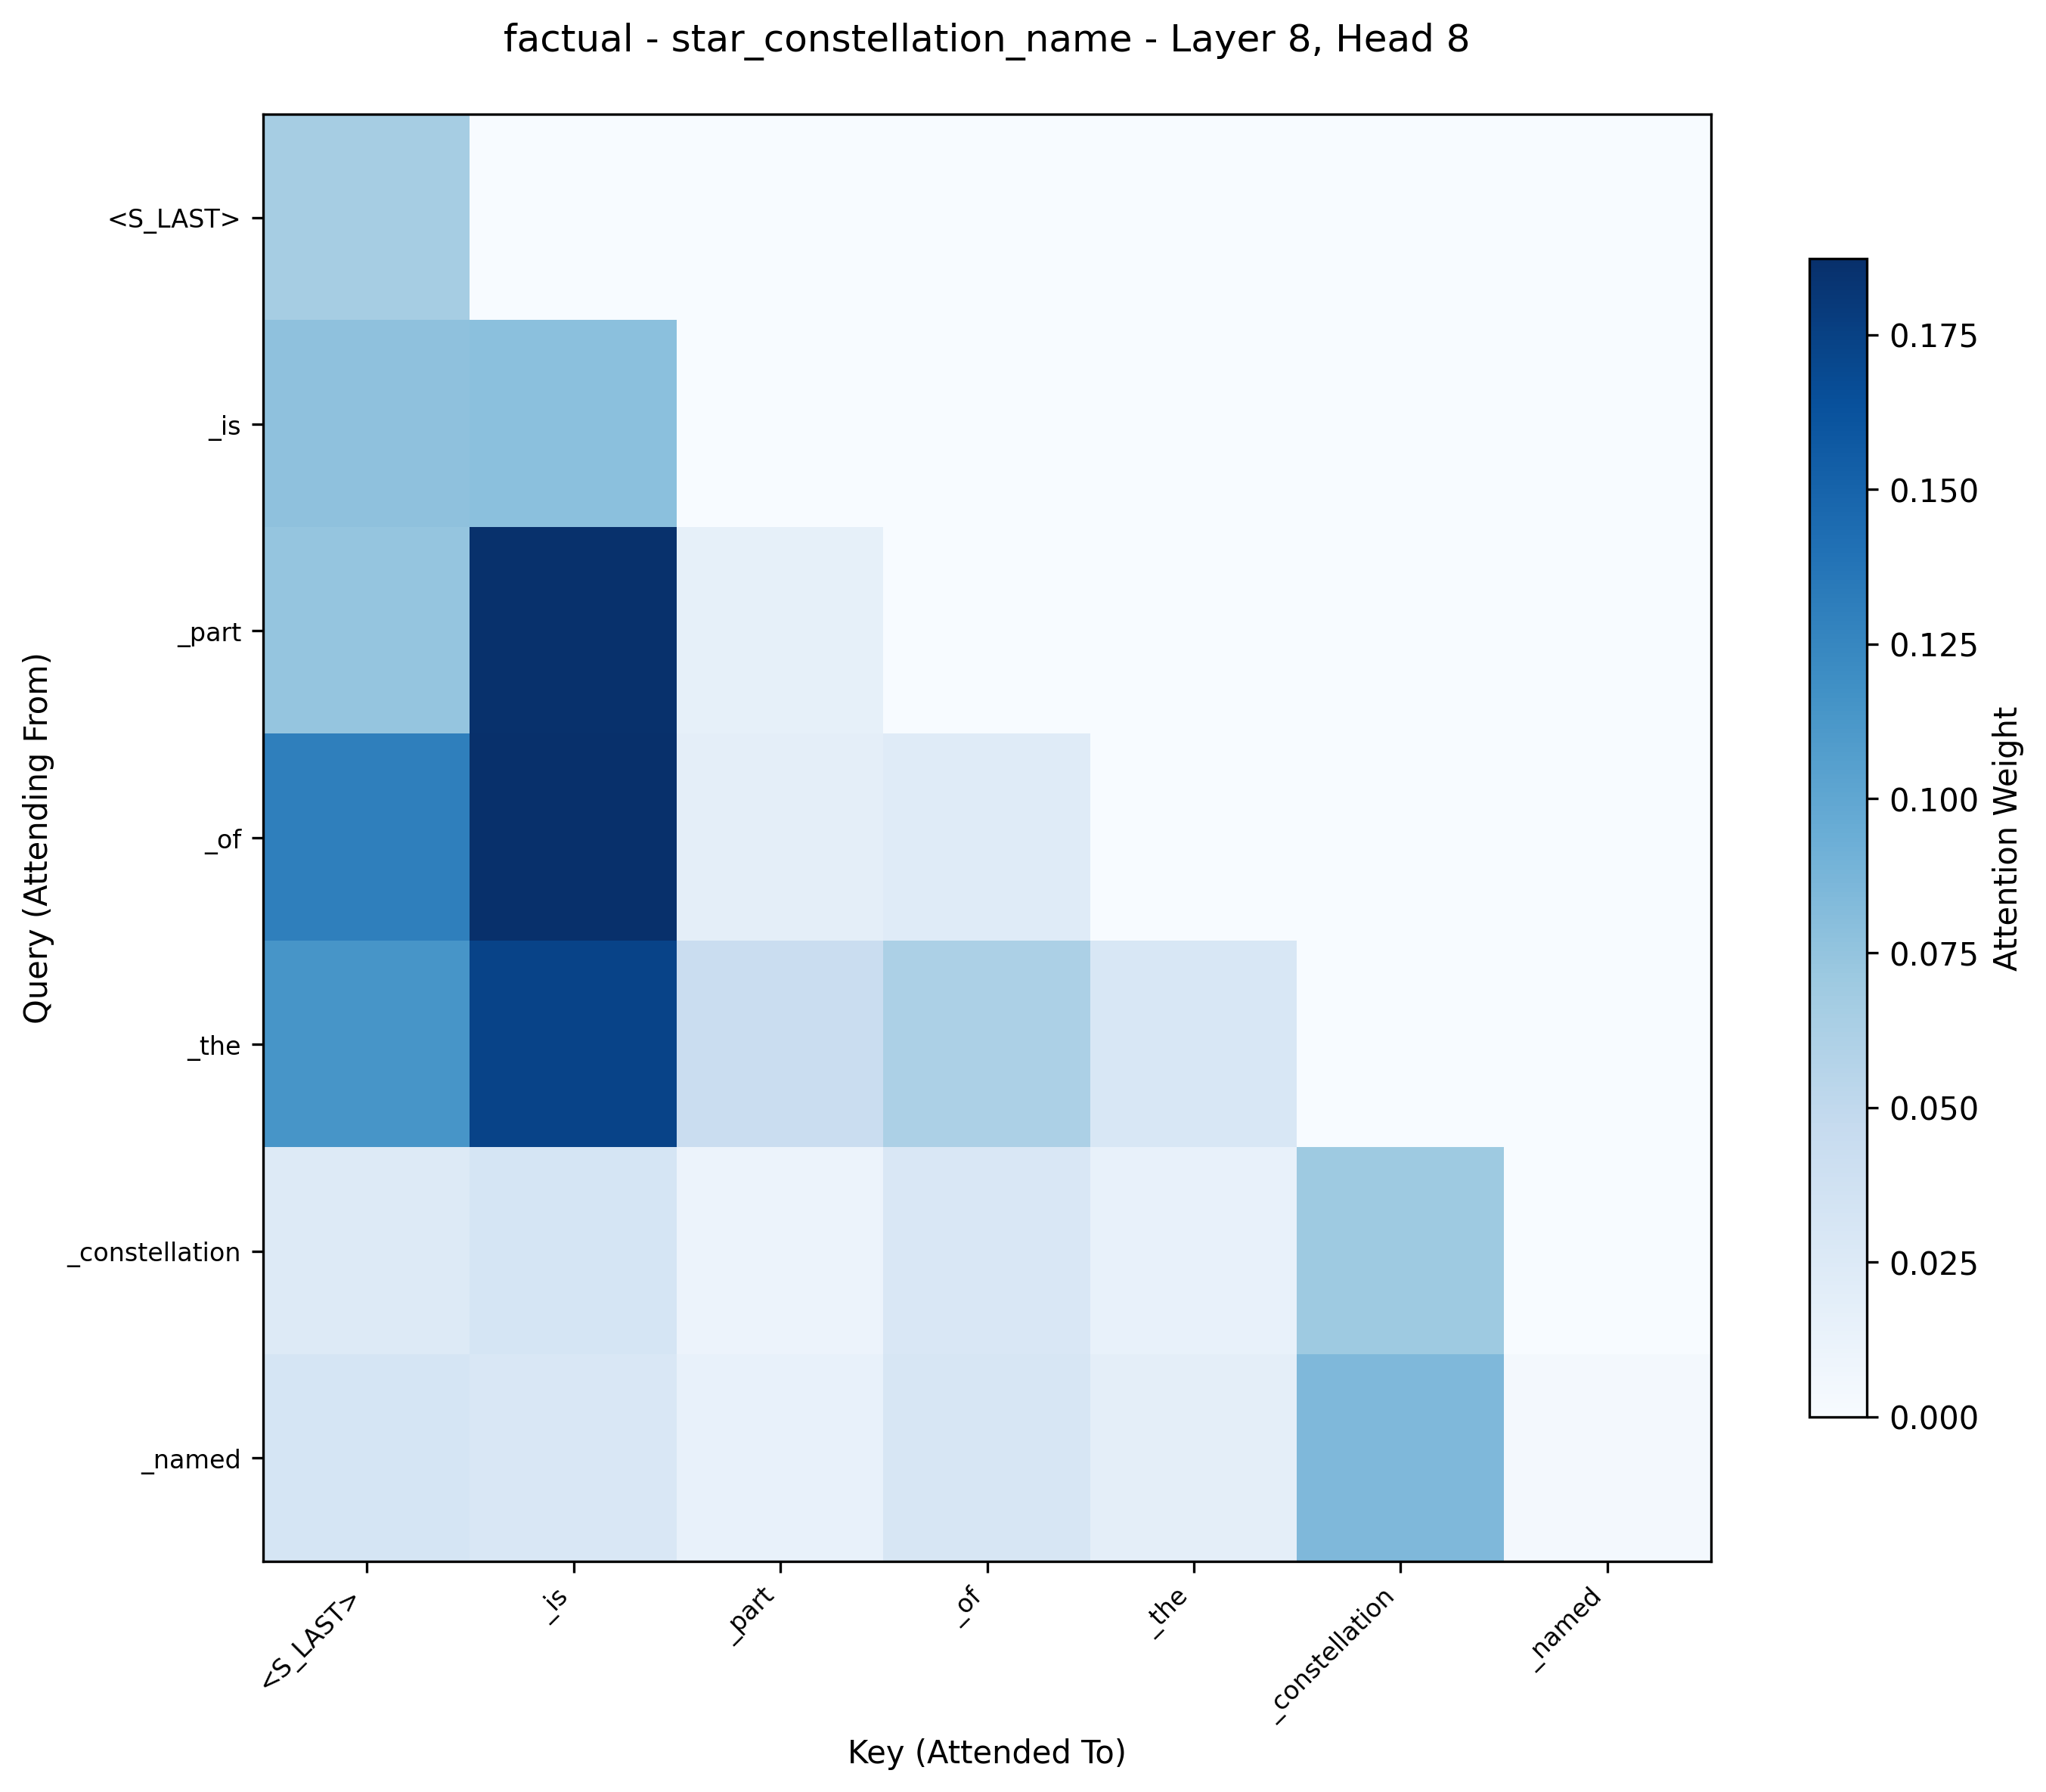 factual - star_constellation_name - Layer 8, Head 8
Query (Attending From)
<S_LAST>
_is
_part
_of
_the
_constellation
_named
<S_LAST>
_is
_part
_of
_the
_constellation
_named
Key (Attended To)
0.175
0.150
0.125
0.100
0.075
0.050
0.025
0.000
Attention Weight